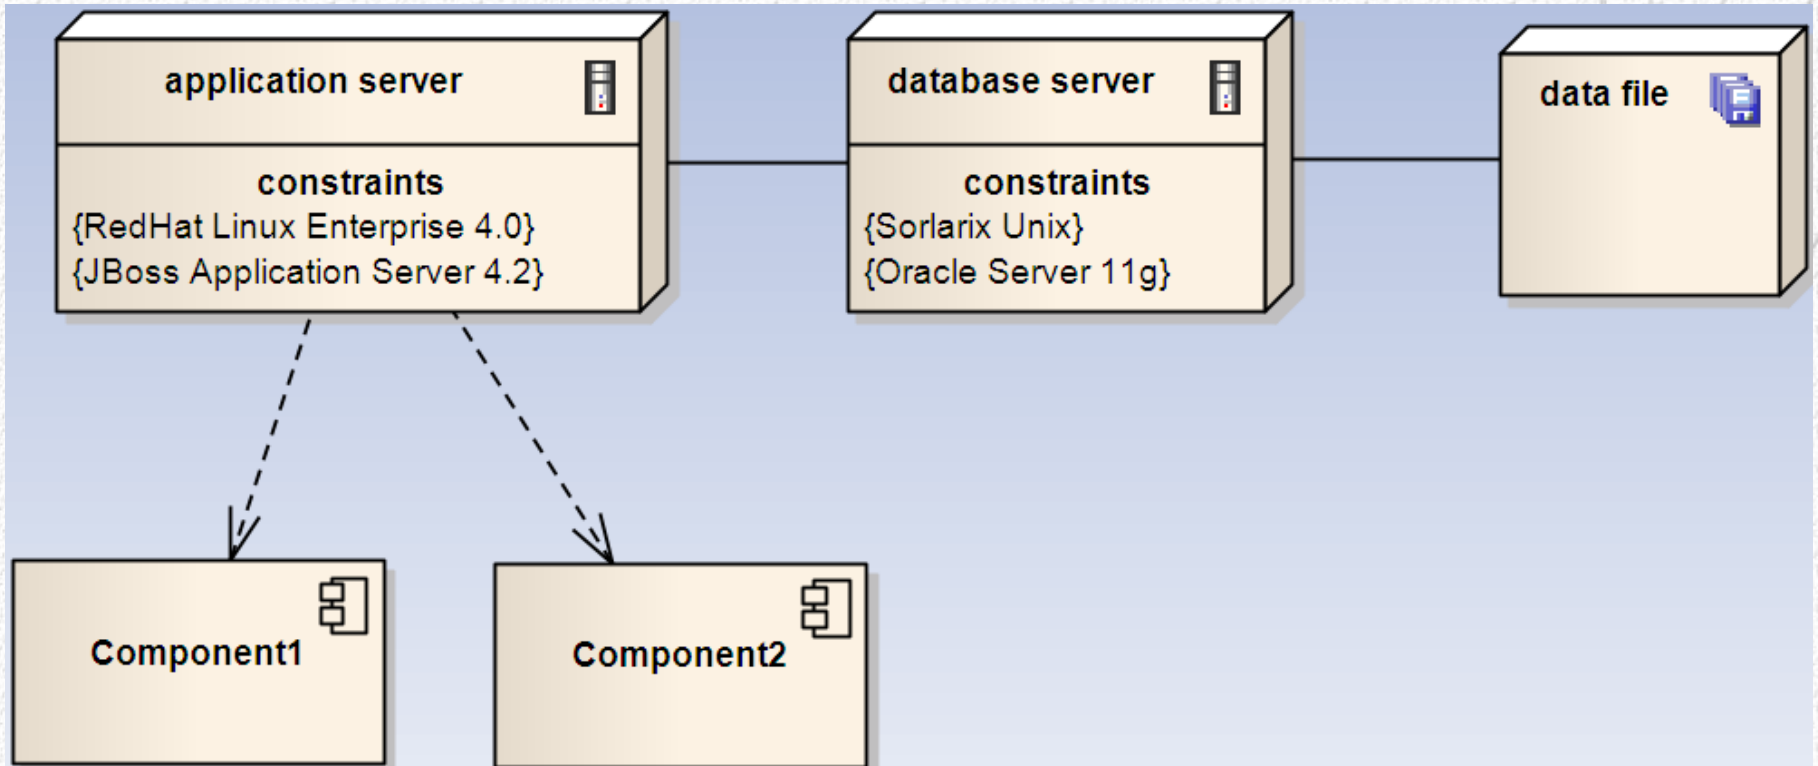 application server
constraints
{RedHat Linux Enterprise 4.0}
{JBoss Application Server 4.2}
database server
constraints
{Sorlarix Unix}
{Oracle Server 11g}
data file
Component1
Component2